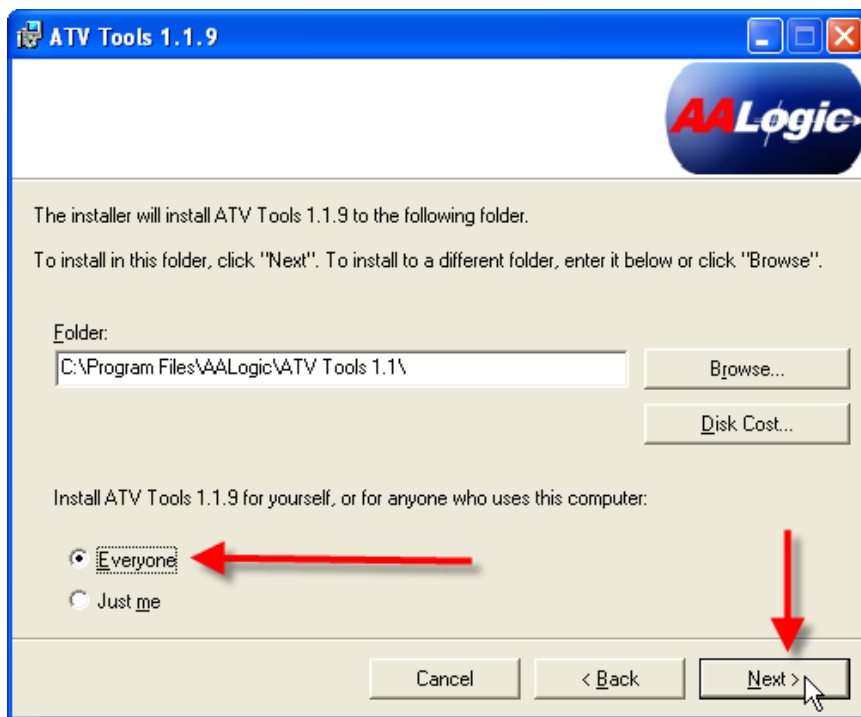 ATV Tools 1.1.9
AALogic
The installer will install ATV Tools 1.1.9 to the following folder.
To install in this folder, click "Next". To install to a different folder, enter it below or click "Browse".
Folder:
C:\Program Files\AALogic\ATV Tools 1.1\
Browse...
Disk Cost...
Install ATV Tools 1.1.9 for yourself, or for anyone who uses this computer:
Everyone
Just me
Cancel
< Back
Next >